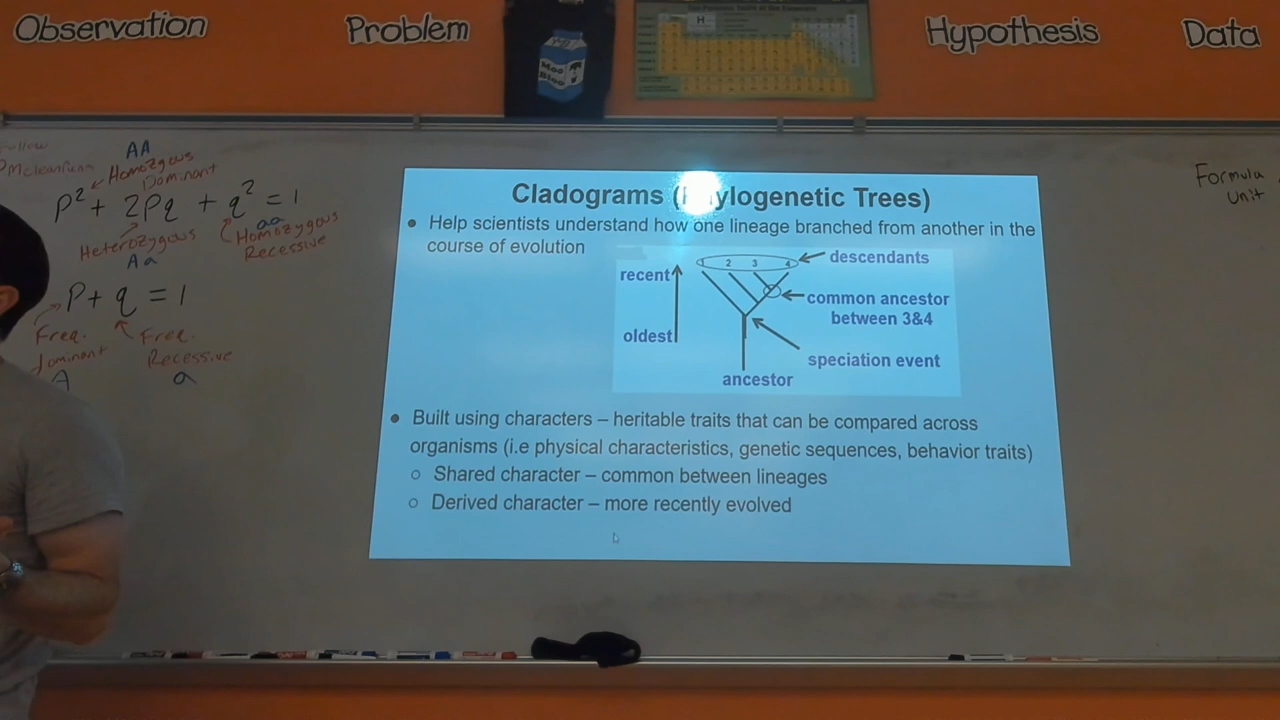 Observation
Problem
Hypothesis
Data
Moo
Bloo
H
Follow
AA
Homozygous
Dominant
P² + 2Pq + q² = 1
Heterozygous
Aa
aa
Homozygous
Recessive
P + q = 1
Freq.
Dominant
A
Freq.
Recessive
a
Formula
Unit
Cladograms (Phylogenetic Trees)
● Help scientists understand how one lineage branched from another in the
course of evolution
recent
oldest
1 2 3 4
descendants
common ancestor
between 3&4
speciation event
ancestor
● Built using characters – heritable traits that can be compared across
organisms (i.e physical characteristics, genetic sequences, behavior traits)
○ Shared character – common between lineages
○ Derived character – more recently evolved